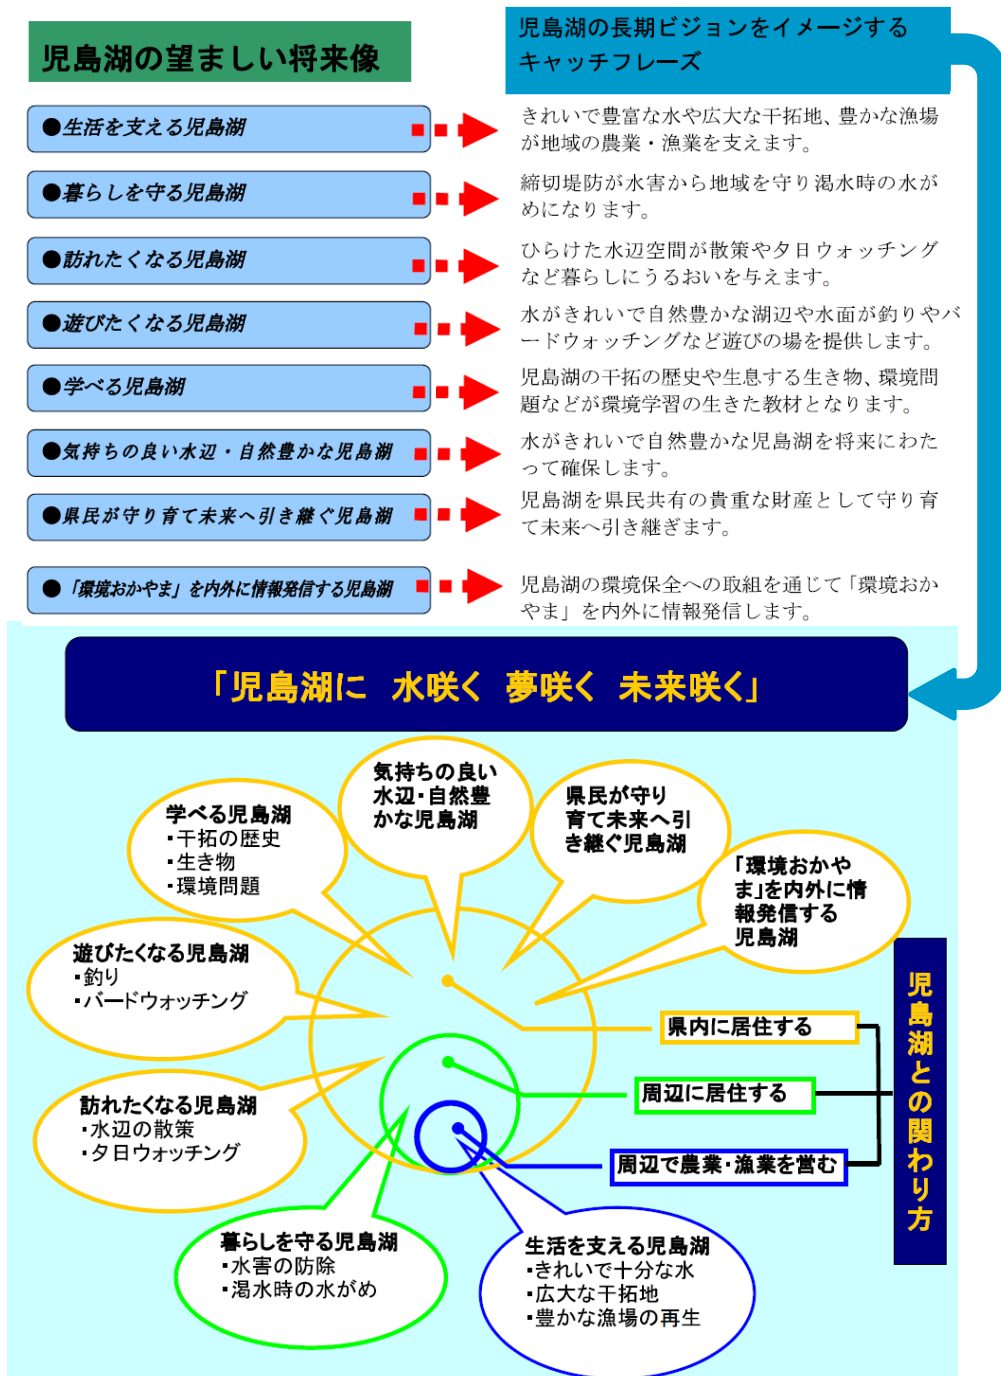 児島湖の望ましい将来像
児島湖の長期ビジョンをイメージする
キャッチフレーズ
●生活を支える児島湖
きれいで豊富な水や広大な干拓地、豊かな漁場
が地域の農業・漁業を支えます。
●暮らしを守る児島湖
締切堤防が水害から地域を守り渇水時の水が
めになります。
●訪れたくなる児島湖
ひらけた水辺空間が散策や夕日ウォッチング
など暮らしにうるおいを与えます。
●遊びたくなる児島湖
水がきれいで自然豊かな湖辺や水面が釣りやバ
ードウォッチングなど遊びの場を提供します。
●学べる児島湖
児島湖の干拓の歴史や生息する生き物、環境問
題などが環境学習の生きた教材となります。
●気持ちの良い水辺・自然豊かな児島湖
水がきれいで自然豊かな児島湖を将来にわた
って確保します。
●県民が守り育て未来へ引き継ぐ児島湖
児島湖を県民共有の貴重な財産として守り育
て未来へ引き継ぎます。
●「環境おかやま」を内外に情報発信する児島湖
児島湖の環境保全への取組を通じて「環境おか
やま」を内外に情報発信します。
「児島湖に 水咲く 夢咲く 未来咲く」
気持ちの良い
水辺・自然豊
かな児島湖
学べる児島湖
・干拓の歴史
・生き物
・環境問題
県民が守り
育て未来へ引
き継ぐ児島湖
「環境おかや
ま」を内外に情
報発信する
児島湖
遊びたくなる児島湖
・釣り
・バードウォッチング
訪れたくなる児島湖
・水辺の散策
・夕日ウォッチング
県内に居住する
周辺に居住する
周辺で農業・漁業を営む
児島湖との関わり方
暮らしを守る児島湖
・水害の防除
・渇水時の水がめ
生活を支える児島湖
・きれいで十分な水
・広大な干拓地
・豊かな漁場の再生